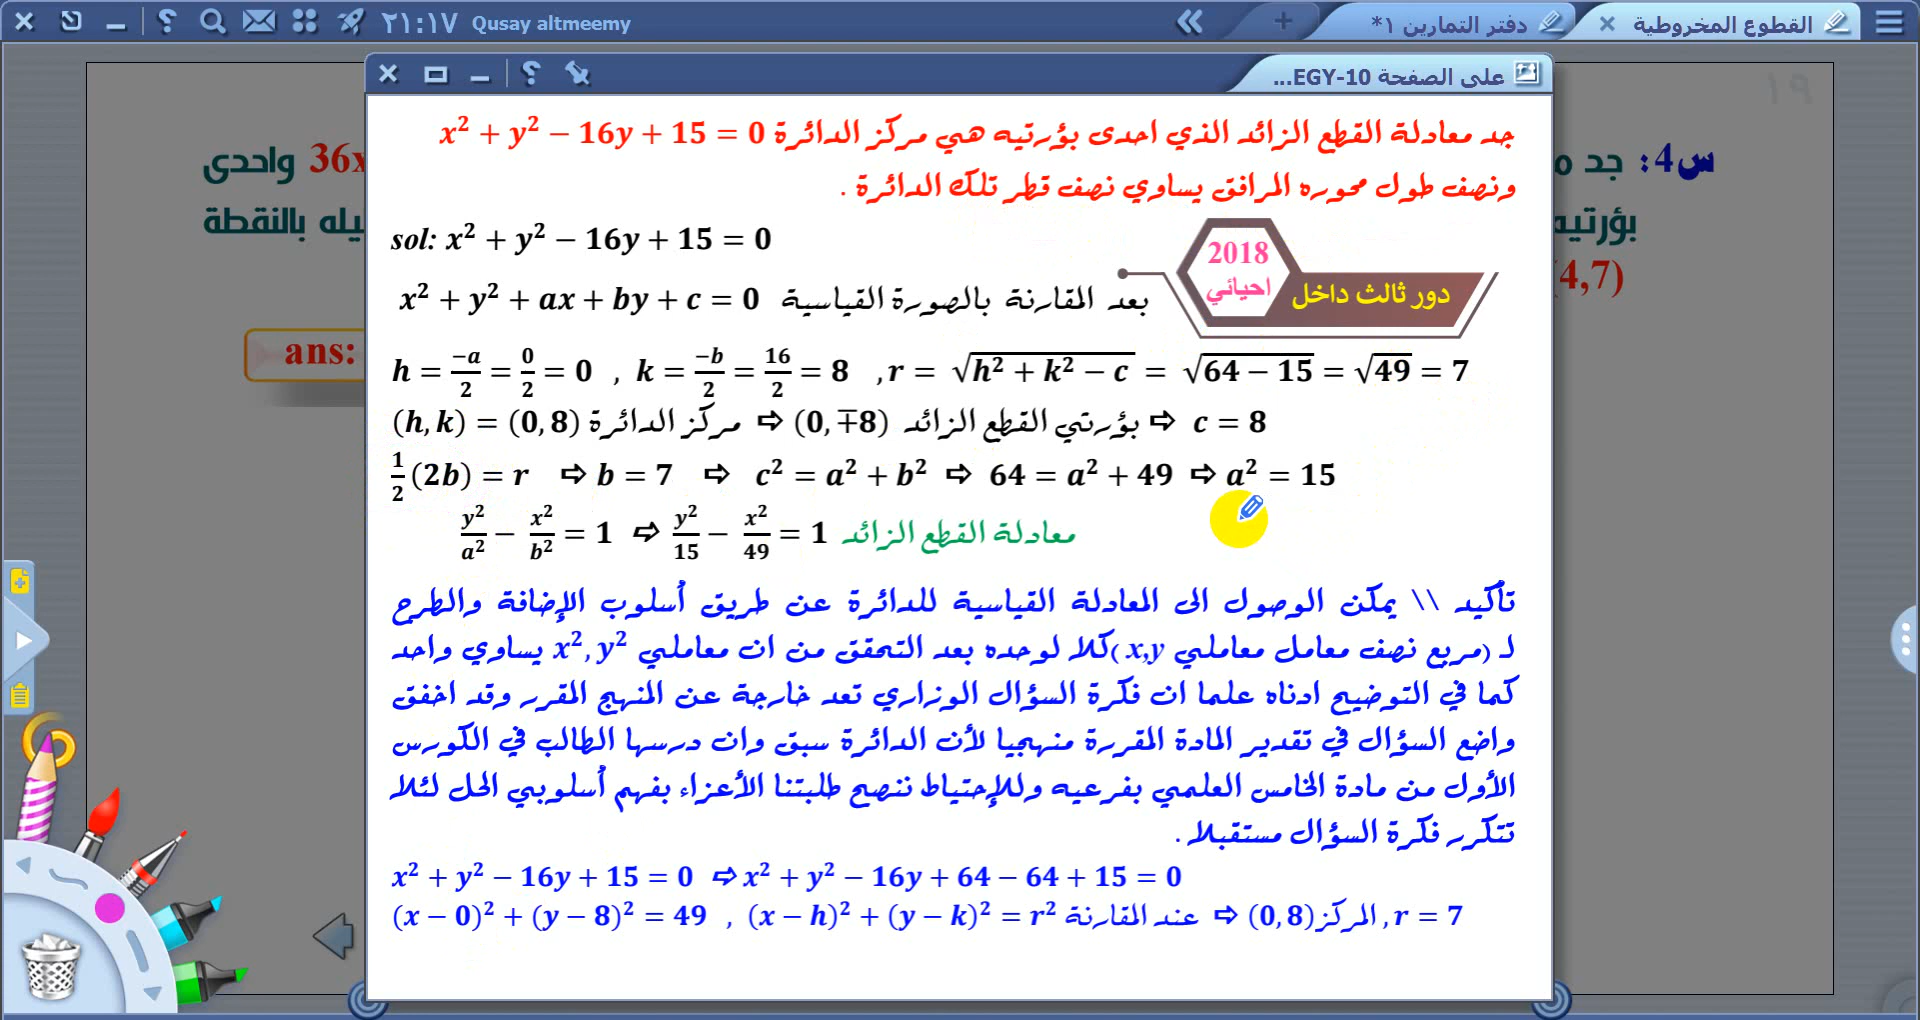 القطوع المخروطية
دفتر التمارين ١*
٢١:١٧ Qusay altmeemy
على الصفحة EGY-10...
١٩
س4: جد م
36x واحدى
بؤرتيه
يله بالنقطة
(4,7)
ans:
جد معادلة القطع الزائد الذي احدى بؤرتيه هي مركز الدائرة x² + y² − 16y + 15 = 0
ونصف طول محوره المرافق يساوي نصف قطر تلك الدائرة .
sol: x² + y² − 16y + 15 = 0
2018
احيائي
دور ثالث داخل
x² + y² + ax + by + c = 0 بعد المقارنة بالصورة القياسية
h = −a/2 = 0/2 = 0 , k = −b/2 = 16/2 = 8 , r = √(h² + k² − c) = √(64 − 15) = √49 = 7
(h, k) = (0, 8) مركز الدائرة ⇨ (0, ∓8) بؤرتي القطع الزائد ⇨ c = 8
1/2 (2b) = r ⇨ b = 7 ⇨ c² = a² + b² ⇨ 64 = a² + 49 ⇨ a² = 15
y²/a² − x²/b² = 1 ⇨ y²/15 − x²/49 = 1 معادلة القطع الزائد
تأكيد \\ يمكن الوصول الى المعادلة القياسية للدائرة عن طريق أسلوب الإضافة والطرح
لـ (مربع نصف معامل معاملي x,y) كلا لوحده بعد التحقق من ان معاملي x², y² يساوي واحد
كما في التوضيح ادناه علما ان فكرة السؤال الوزاري تعد خارجة عن المنهج المقرر وقد اخفق
واضع السؤال في تقدير المادة المقررة منهجيا لأن الدائرة سبق وان درسها الطالب في الكورس
الأول من مادة الخامس العلمي بفرعيه وللإحتياط ننصح طلبتنا الأعزاء بفهم أسلوبي الحل لئلا
تتكرر فكرة السؤال مستقبلا .
x² + y² − 16y + 15 = 0 ⇨ x² + y² − 16y + 64 − 64 + 15 = 0
(x − 0)² + (y − 8)² = 49 , (x − h)² + (y − k)² = r² عند المقارنة ⇨ (0, 8) المركز, r = 7